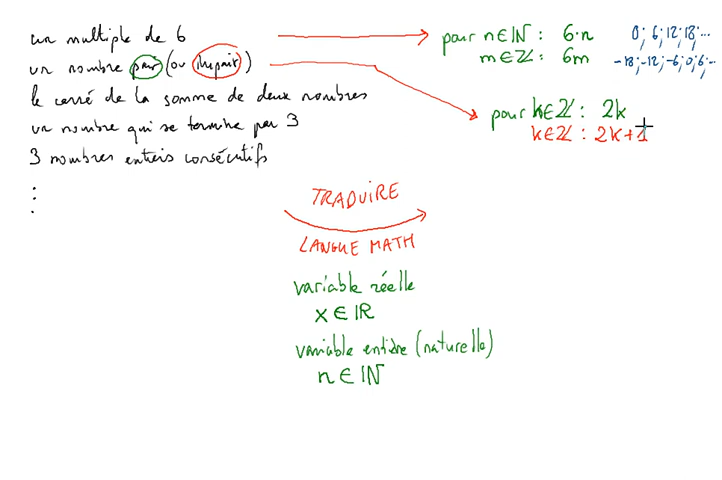 un multiple de 6
pour n∈ℕ : 6·n
0 ; 6 ; 12 ; 18 ; ...
m∈ℤ : 6m
-18 ; -12 ; -6 ; 0 ; 6 ...
un nombre pair (ou impair)
le carré de la somme de deux nombres
pour k∈ℤ : 2k
un nombre qui se termine par 3
k∈ℤ : 2k+1
3 nombres entiers consécutifs
⋮
TRADUIRE
LANGUE MATH
variable réelle
x∈ℝ
variable entière (naturelle)
n∈ℕ